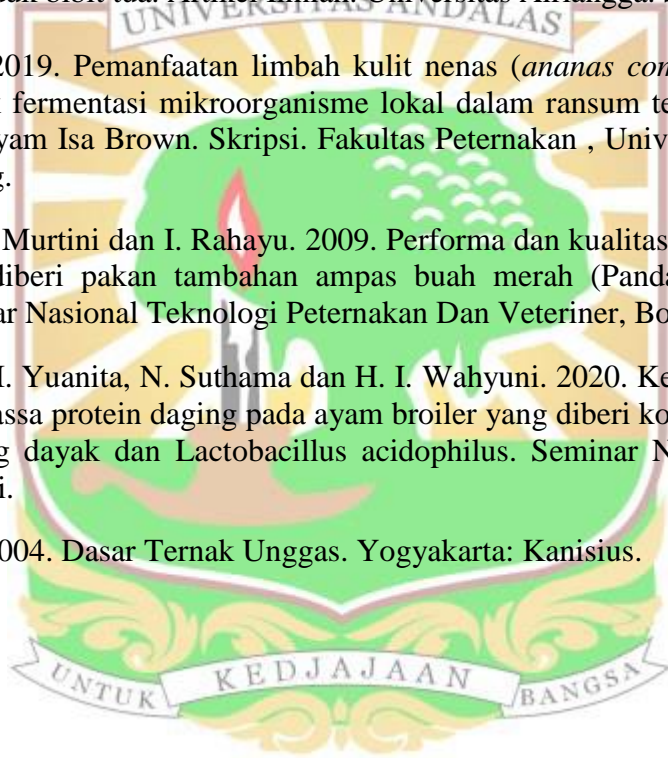 UNIVERSITAS ANDALAS
2019. Pemanfaatan limbah kulit nenas (ananas com
fermentasi mikroorganisme lokal dalam ransum te
yam Isa Brown. Skripsi. Fakultas Peternakan , Univ
g.
Murtini dan I. Rahayu. 2009. Performa dan kualitas
diberi pakan tambahan ampas buah merah (Panda
ar Nasional Teknologi Peternakan Dan Veteriner, Bo
I. Yuanita, N. Suthama dan H. I. Wahyuni. 2020. Ke
assa protein daging pada ayam broiler yang diberi ko
g dayak dan Lactobacillus acidophilus. Seminar N
i.
004. Dasar Ternak Unggas. Yogyakarta: Kanisius.
UNTUK KEDJAJAAN BANGSA